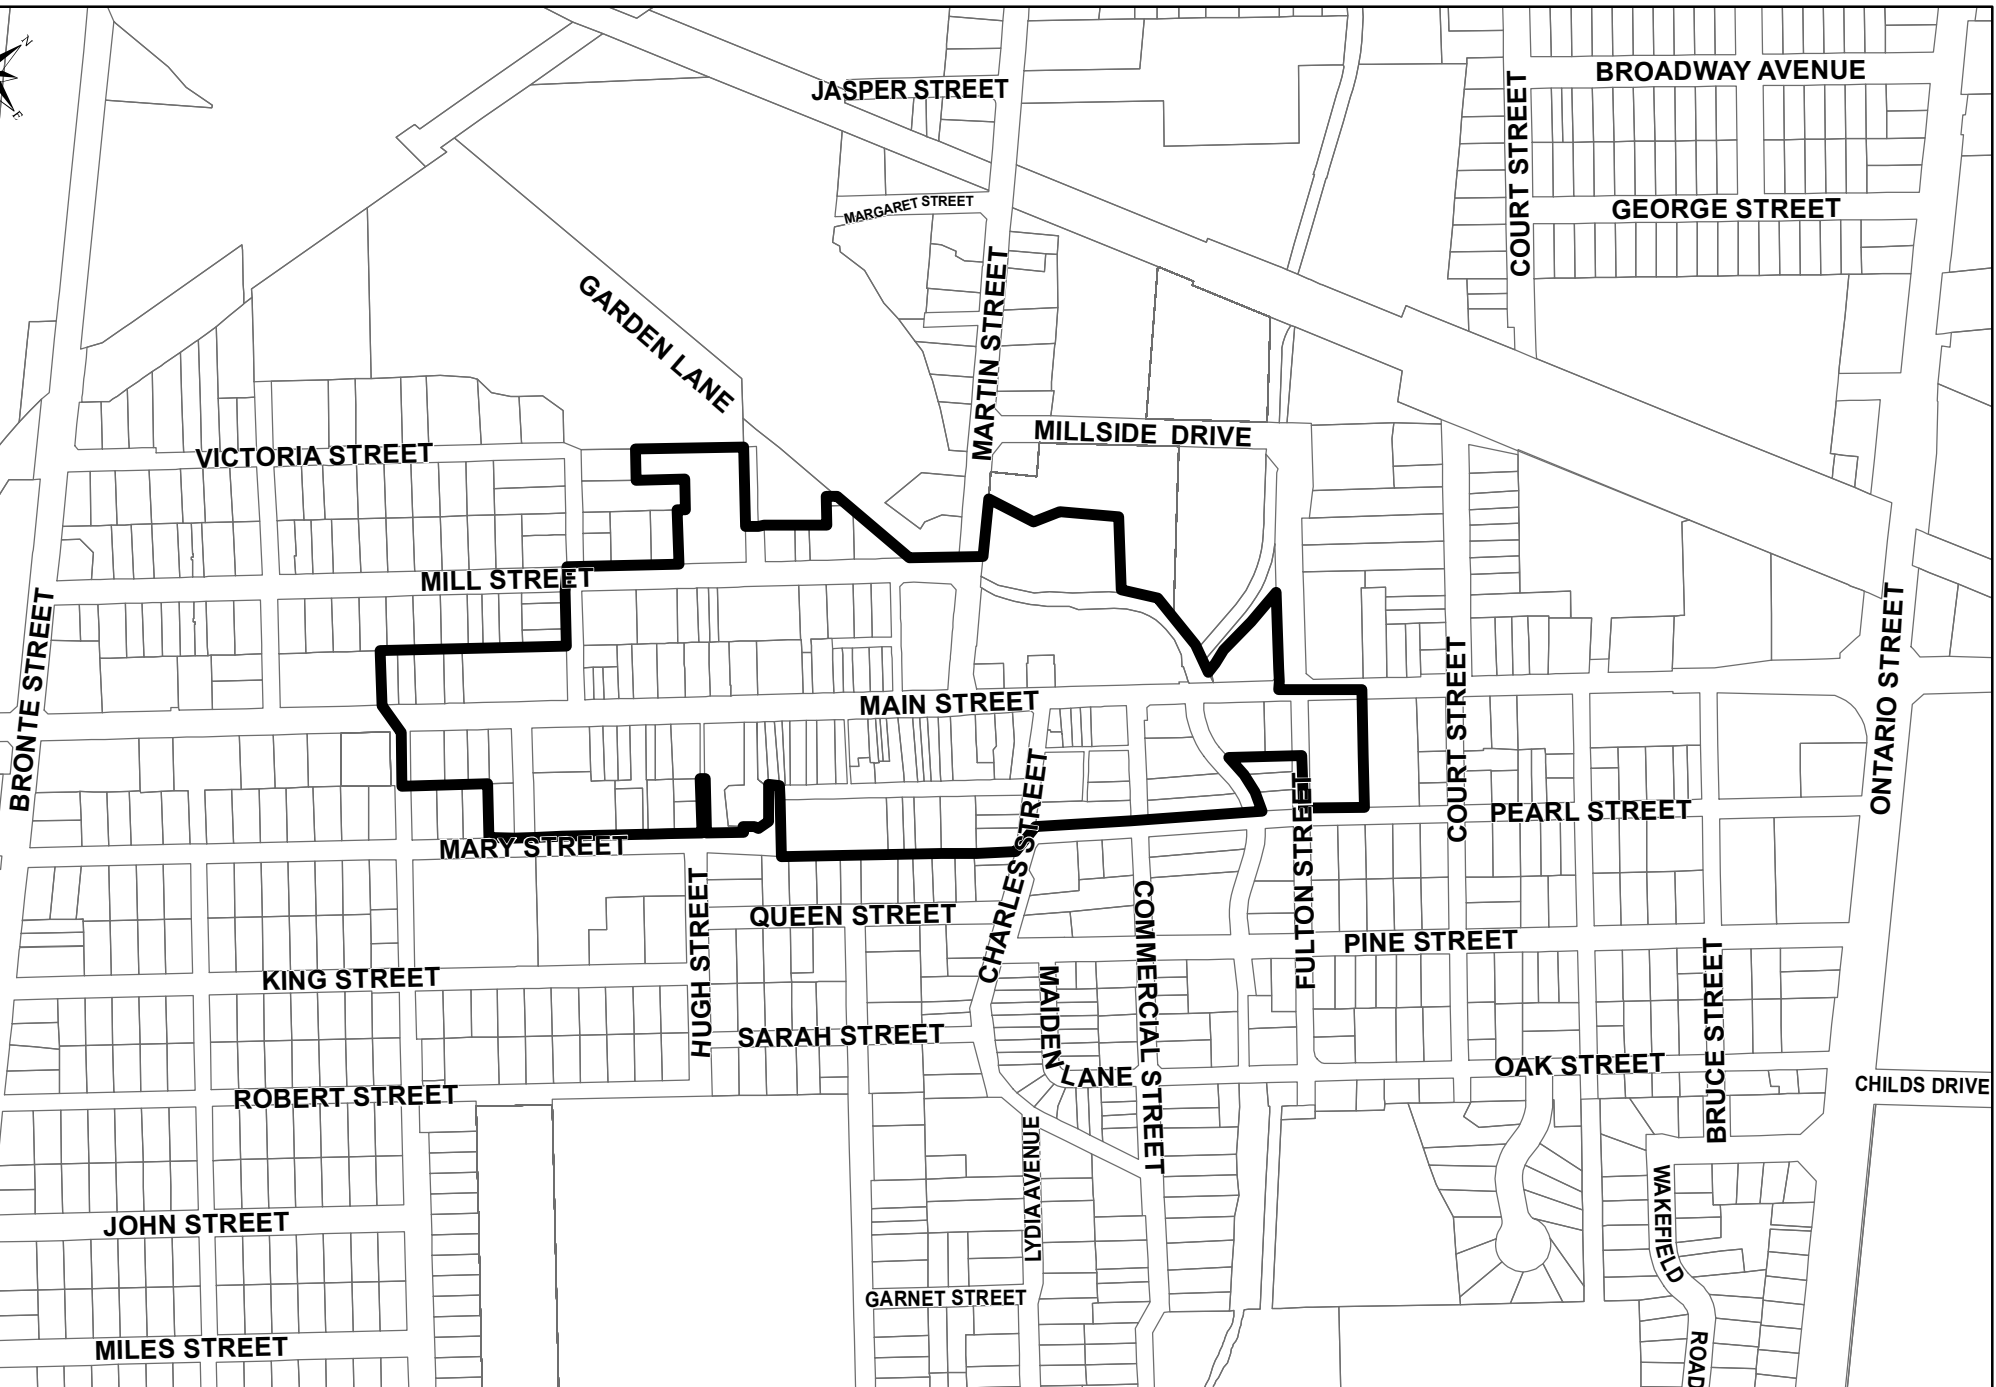 N
E
JASPER STREET
BROADWAY AVENUE
COURT STREET
MARGARET STREET
GEORGE STREET
GARDEN LANE
MARTIN STREET
MILLSIDE DRIVE
VICTORIA STREET
MILL STREET
BRONTE STREET
MAIN STREET
COURT STREET
ONTARIO STREET
CHARLES STREET
PEARL STREET
MARY STREET
FULTON STREET
HUGH STREET
QUEEN STREET
COMMERCIAL STREET
PINE STREET
KING STREET
MAIDEN
LANE
SARAH STREET
BRUCE STREET
OAK STREET
CHILDS DRIVE
ROBERT STREET
LYDIA AVENUE
WAKEFIELD
ROAD
JOHN STREET
GARNET STREET
MILES STREET